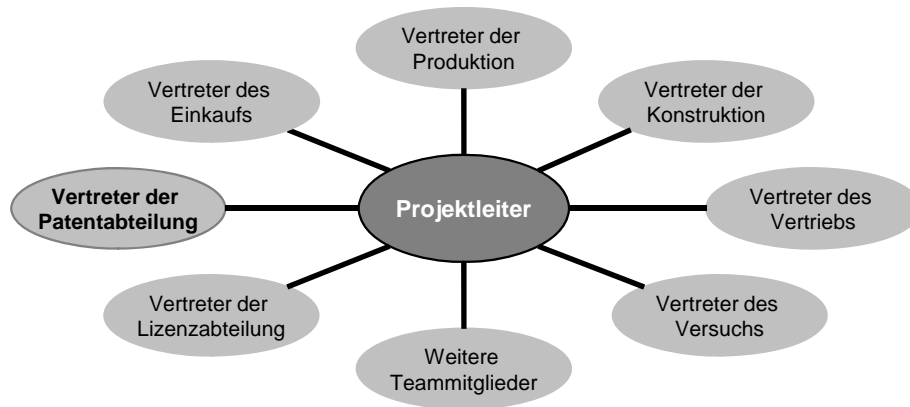 Vertreter der
Produktion
Vertreter des
Einkaufs
Vertreter der
Konstruktion
Vertreter der
Patentabteilung
Projektleiter
Vertreter des
Vertriebs
Vertreter der
Lizenzabteilung
Vertreter des
Versuchs
Weitere
Teammitglieder